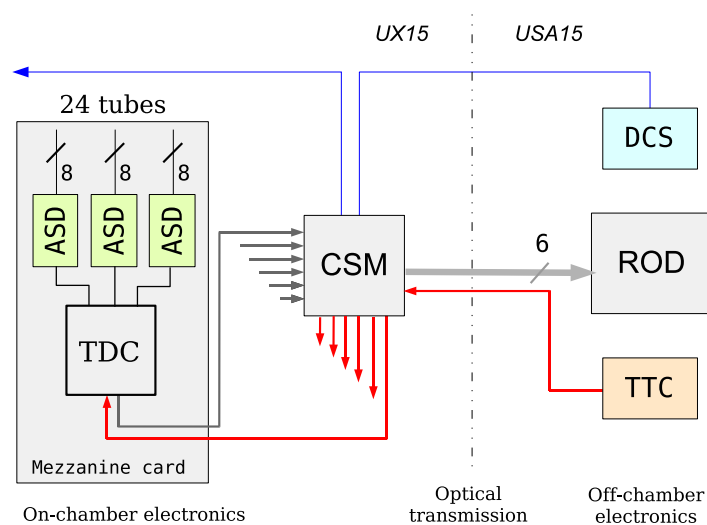 UX15
USA15
24 tubes
DCS
8
8
8
ASD
ASD
ASD
6
CSM
ROD
TDC
TTC
Mezzanine card
On-chamber electronics
Optical
transmission
Off-chamber
electronics